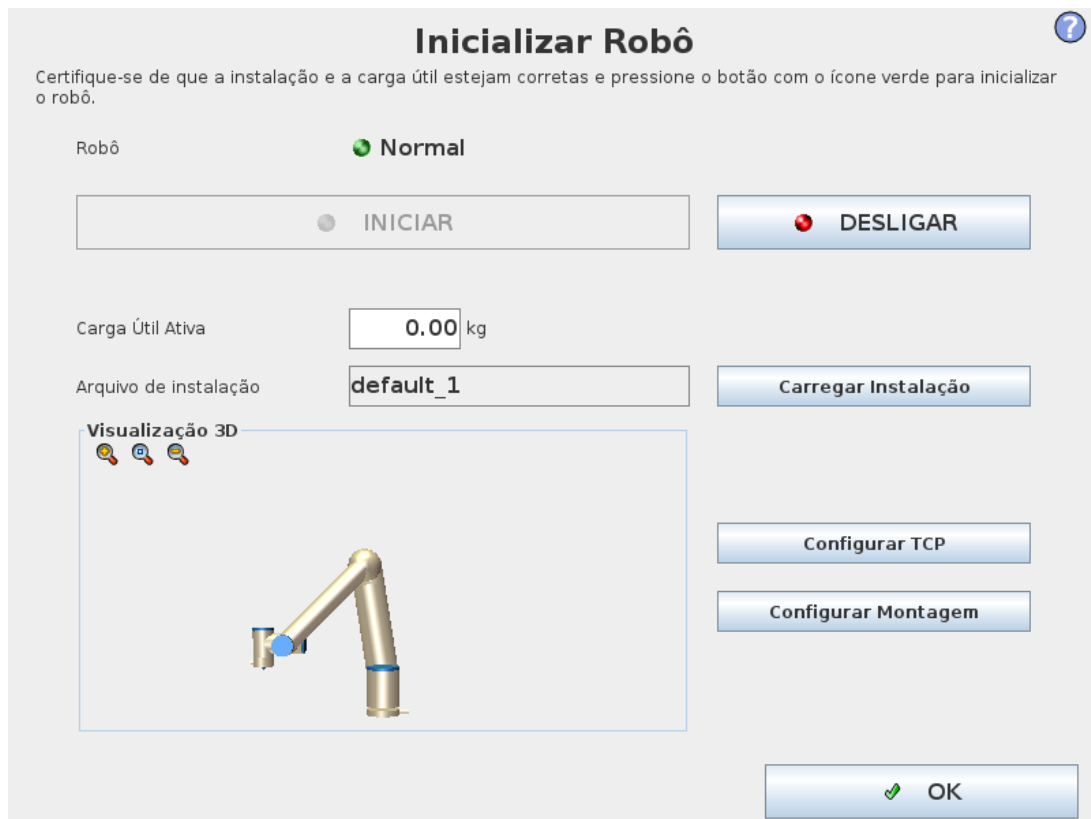 Inicializar Robô
?
Certifique-se de que a instalação e a carga útil estejam corretas e pressione o botão com o ícone verde para inicializar
o robô.
Robô Normal
INICIAR DESLIGAR
Carga Útil Ativa 0.00 kg
Arquivo de instalação default_1 Carregar Instalação
Visualização 3D
Configurar TCP
Configurar Montagem
OK